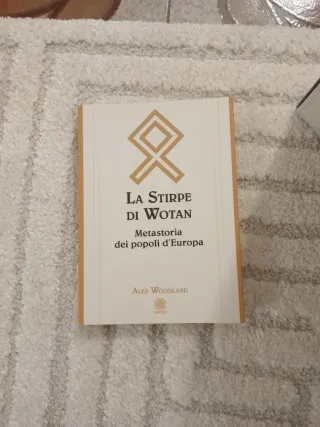 La Stirpe
di Wotan
Metastoria
dei popoli d'Europa
Alex Woodland